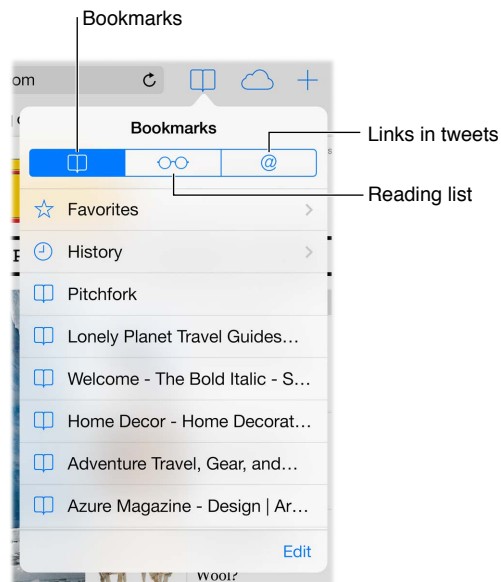 Bookmarks
om
Bookmarks
Links in tweets
@
Reading list
Favorites
History
Pitchfork
Lonely Planet Travel Guides…
Welcome - The Bold Italic - S…
Home Decor - Home Decorat…
Adventure Travel, Gear, and…
Azure Magazine - Design | Ar…
Edit
Wool?